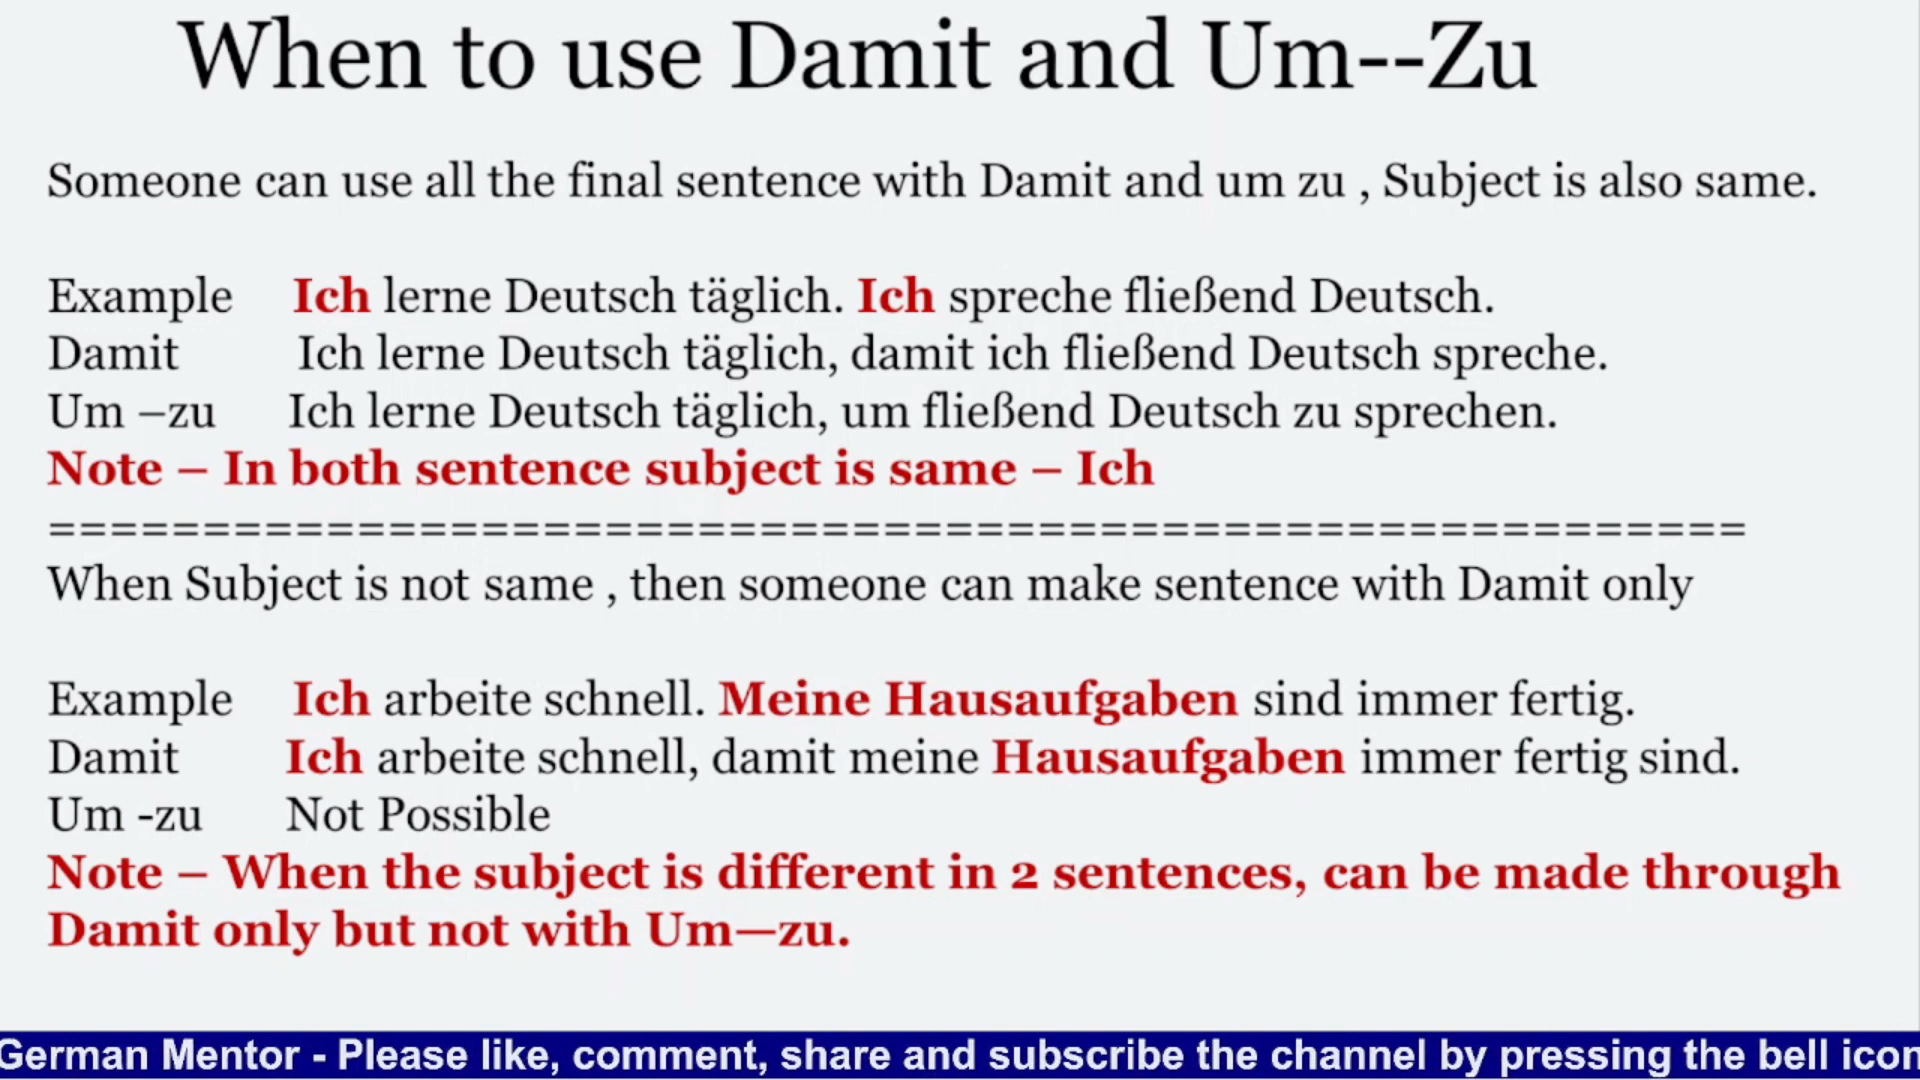 When to use Damit and Um--Zu
Someone can use all the final sentence with Damit and um zu , Subject is also same.
Example Ich lerne Deutsch täglich. Ich spreche fließend Deutsch.
Damit Ich lerne Deutsch täglich, damit ich fließend Deutsch spreche.
Um –zu Ich lerne Deutsch täglich, um fließend Deutsch zu sprechen.
Note – In both sentence subject is same – Ich
=======================================================
When Subject is not same , then someone can make sentence with Damit only
Example Ich arbeite schnell. Meine Hausaufgaben sind immer fertig.
Damit Ich arbeite schnell, damit meine Hausaufgaben immer fertig sind.
Um -zu Not Possible
Note – When the subject is different in 2 sentences, can be made through
Damit only but not with Um—zu.
German Mentor - Please like, comment, share and subscribe the channel by pressing the bell icon